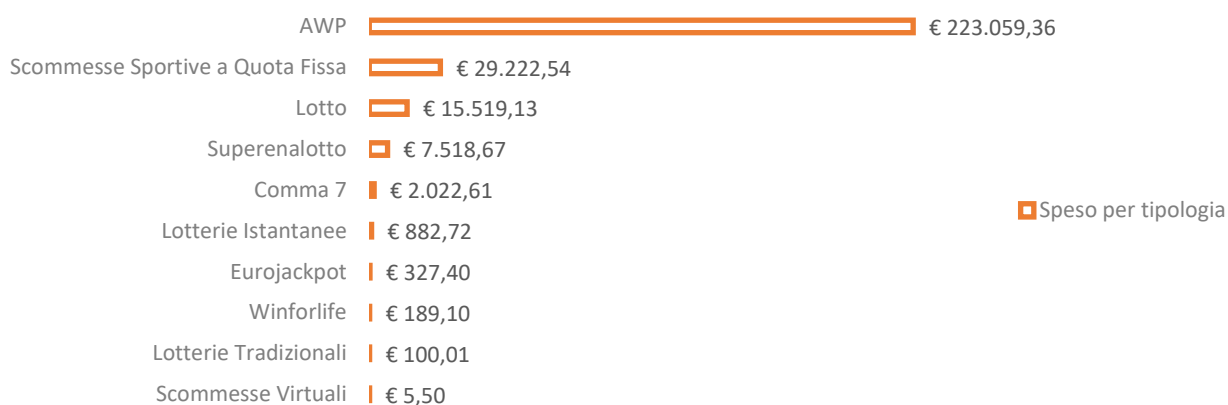 AWP € 223.059,36
Scommesse Sportive a Quota Fissa € 29.222,54
Lotto € 15.519,13
Superenalotto € 7.518,67
Comma 7 € 2.022,61
Speso per tipologia
Lotterie Istantanee € 882,72
Eurojackpot € 327,40
Winforlife € 189,10
Lotterie Tradizionali € 100,01
Scommesse Virtuali € 5,50